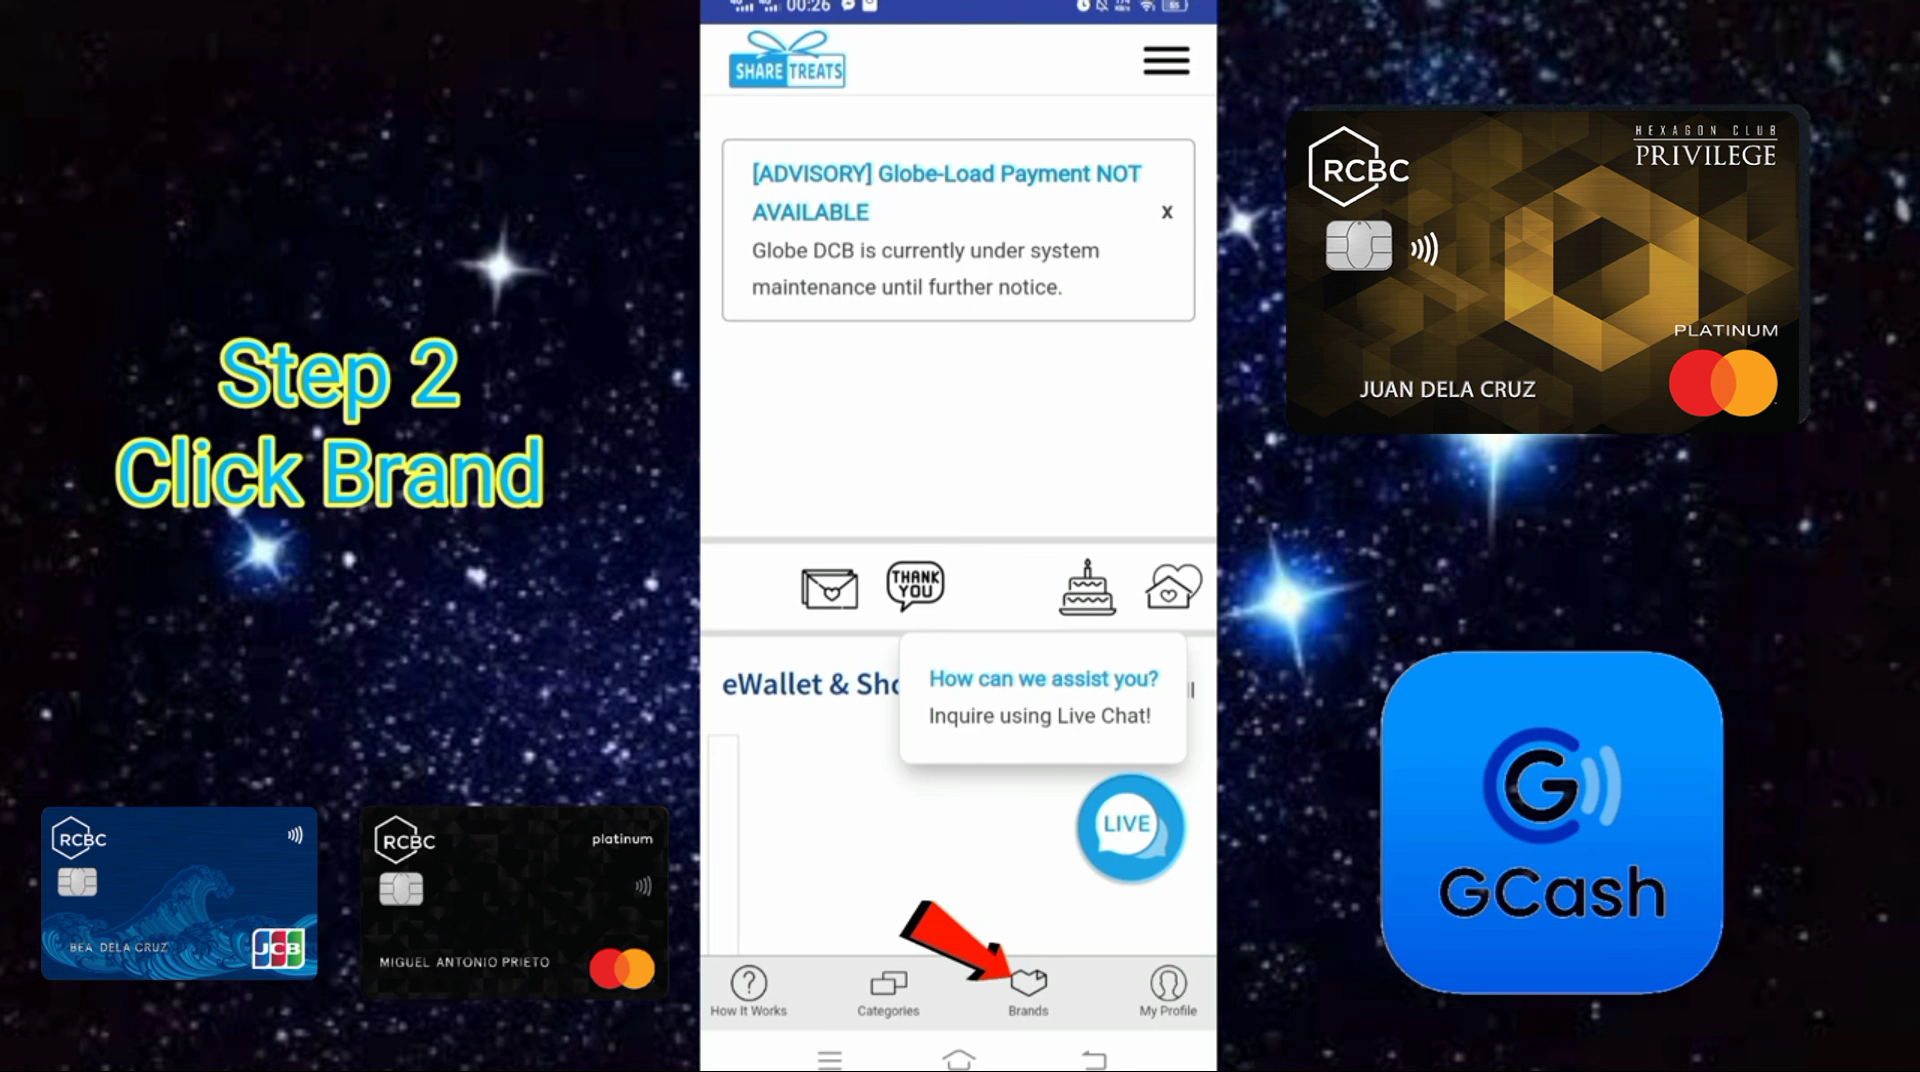 Step 2
Click Brand
00:26
SHARE TREATS
[ADVISORY] Globe-Load Payment NOT
AVAILABLE
x
Globe DCB is currently under system
maintenance until further notice.
THANK
YOU
eWallet & Sho
How can we assist you?
Inquire using Live Chat!
LIVE
How It Works
Categories
Brands
My Profile
RCBC
HEXAGON CLUB
PRIVILEGE
PLATINUM
JUAN DELA CRUZ
RCBC
BEA DELA CRUZ
JCB
RCBC
platinum
MIGUEL ANTONIO PRIETO
G
GCash